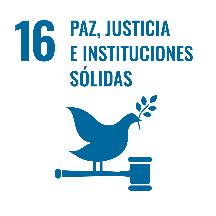 16 PAZ, JUSTICIA
E INSTITUCIONES
SÓLIDAS